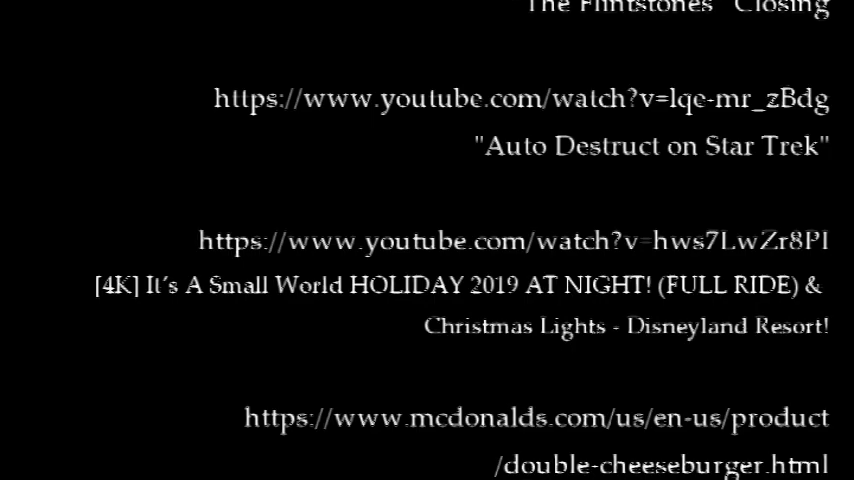 The Flintstones" Closing
https://www.youtube.com/watch?v=lqe-mr_zBdg
"Auto Destruct on Star Trek"
https://www.youtube.com/watch?v=hws7LwZr8PI
[4K] It's A Small World HOLIDAY 2019 AT NIGHT! (FULL RIDE) &
Christmas Lights - Disneyland Resort!
https://www.mcdonalds.com/us/en-us/product
/double-cheeseburger.html